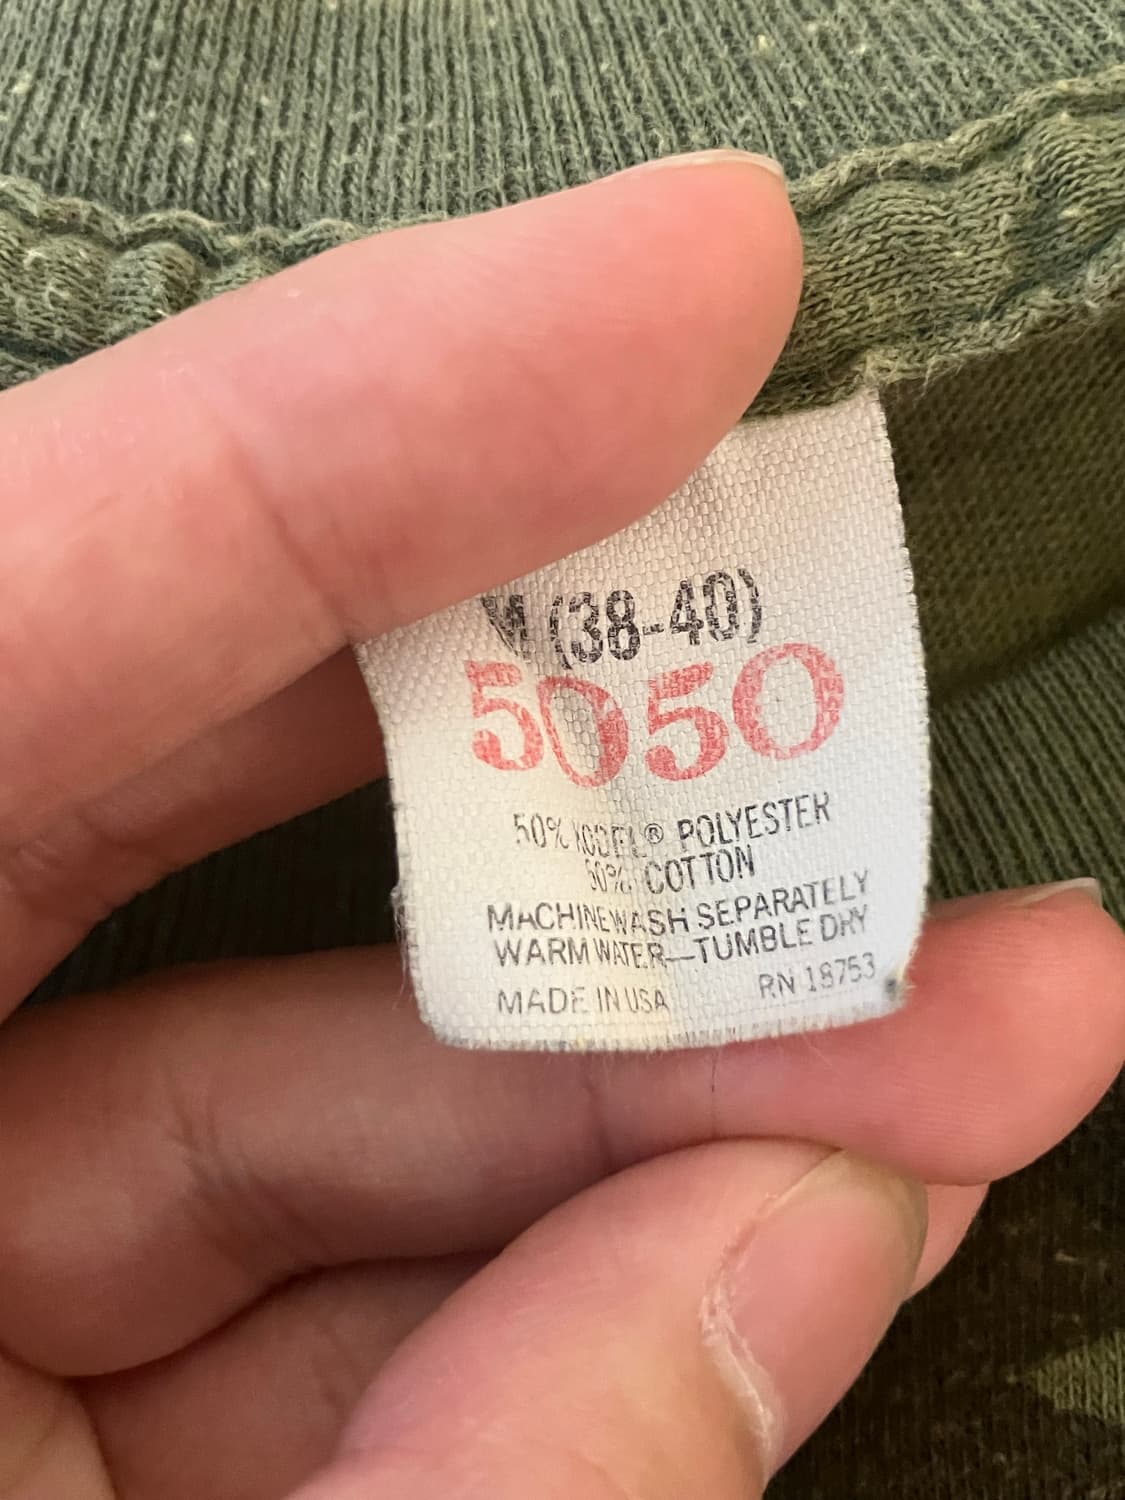 M (38-40)
5050
50% KODEL® POLYESTER
50% COTTON
MACHINE WASH SEPARATELY
WARM WATER—TUMBLE DRY
MADE IN USA RN 18753